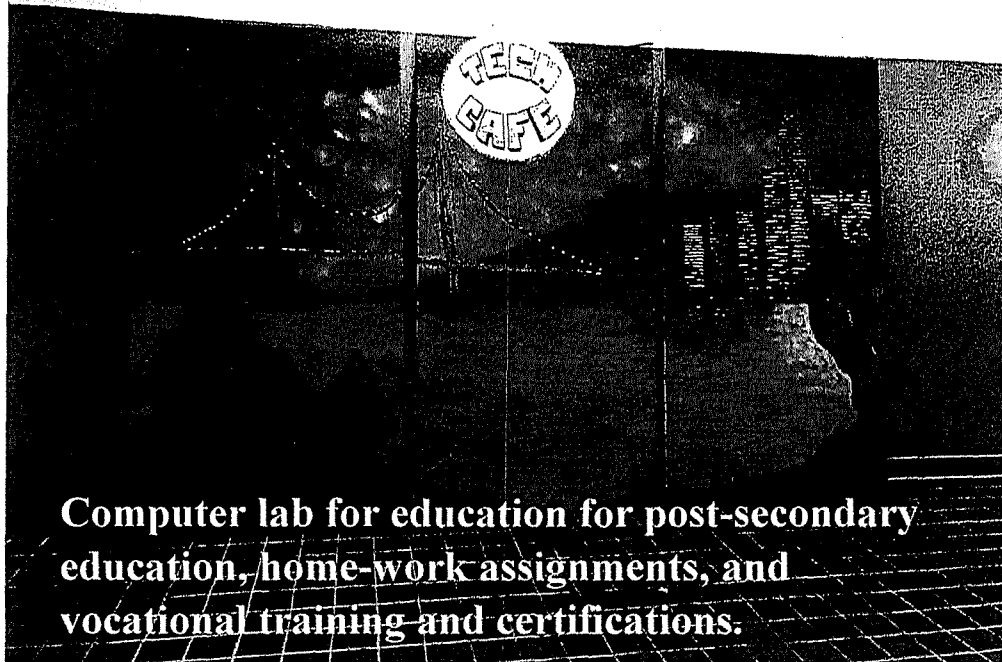 TECH
CAFE
Computer lab for education for post-secondary
education, home-work assignments, and
vocational training and certifications.